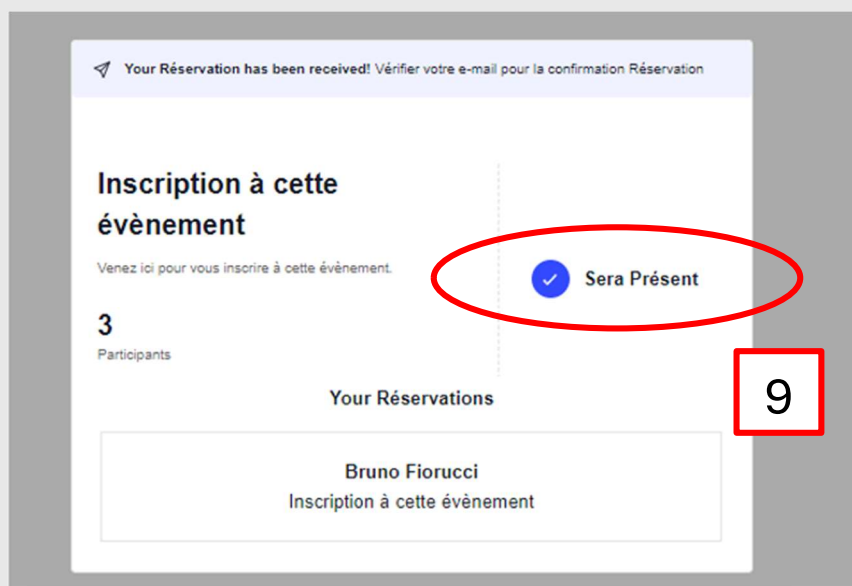 Your Réservation has been received! Vérifier votre e-mail pour la confirmation Réservation
Inscription à cette
évènement
Venez ici pour vous inscrire à cette évènement.
Sera Présent
3
Participants
9
Your Réservations
Bruno Fiorucci
Inscription à cette évènement